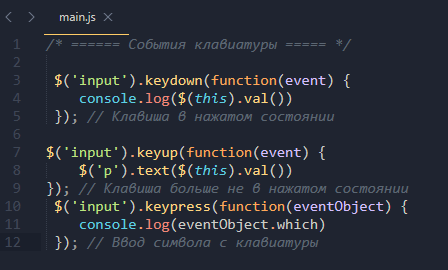 main.js
1 /* ====== События клавиатуры ===== */
2
3 $('input').keydown(function(event) {
4 console.log($(this).val())
5 }); // Клавиша в нажатом состоянии
6
7 $('input').keyup(function(event) {
8 $('p').text($(this).val())
9 }); // Клавиша больше не в нажатом состоянии
10 $('input').keypress(function(eventObject) {
11 console.log(eventObject.which)
12 }); // Ввод символа с клавиатуры